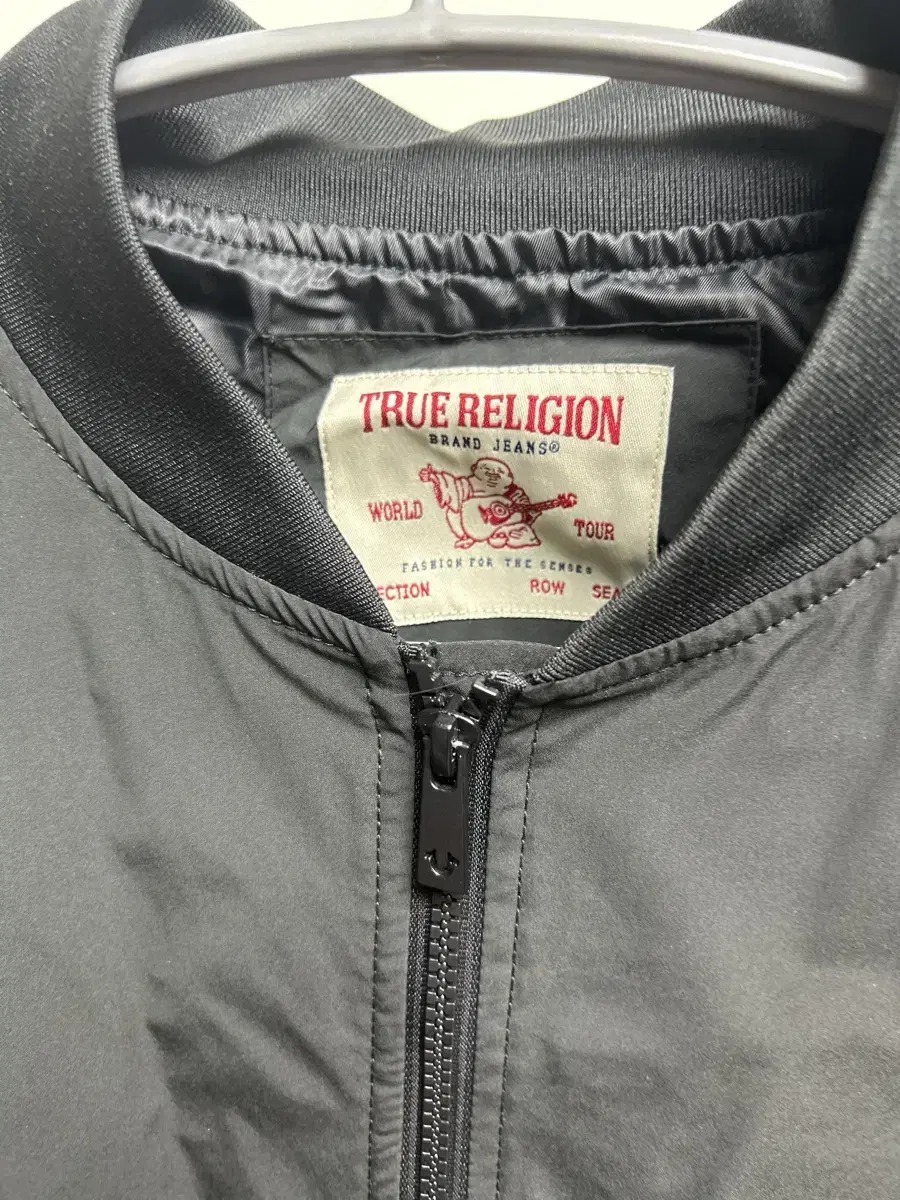 TRUE RELIGION
BRAND JEANS®
WORLD TOUR
FASHION FOR THE SENSES
ECTION ROW SEA